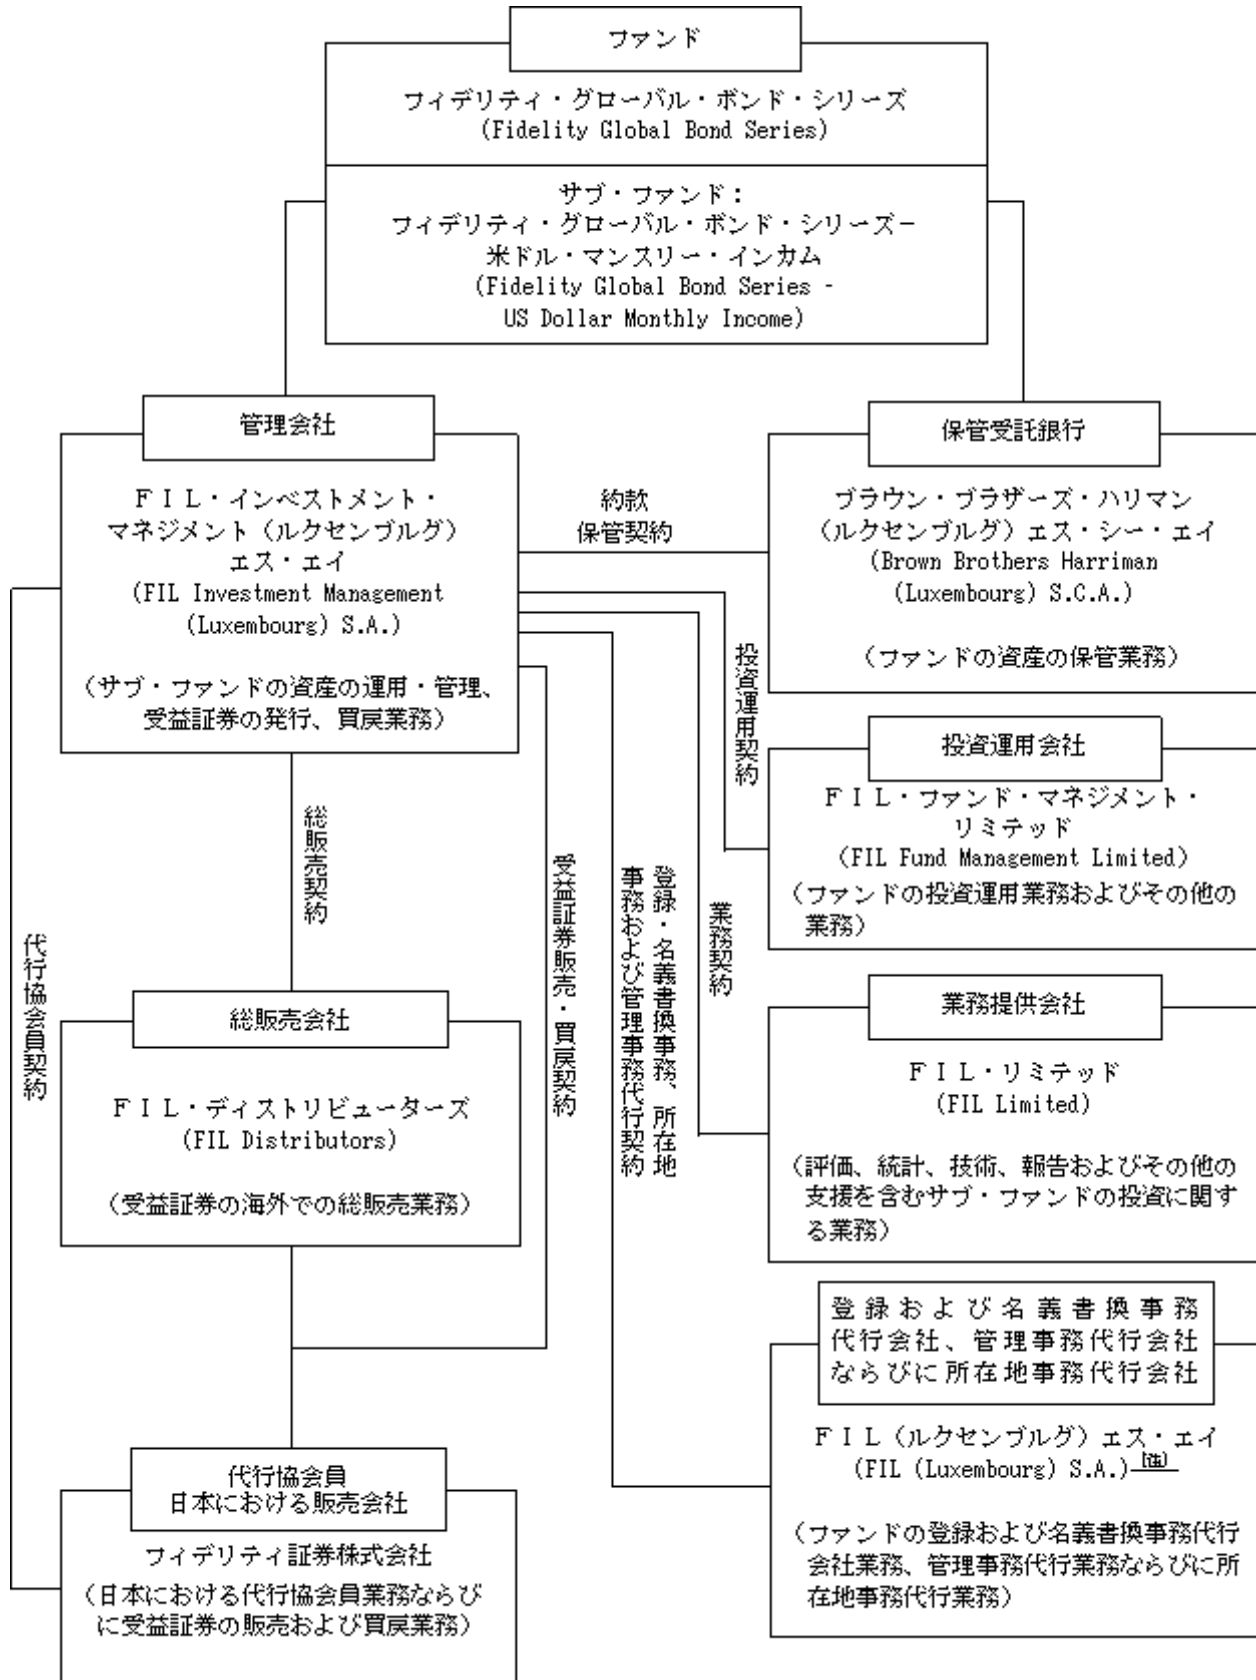 ファンド
フィデリティ・グローバル・ボンド・シリーズ
(Fidelity Global Bond Series)
サブ・ファンド：
フィデリティ・グローバル・ボンド・シリーズ－
米ドル・マンスリー・インカム
(Fidelity Global Bond Series -
US Dollar Monthly Income)
管理会社
ＦＩＬ・インベストメント・
マネジメント（ルクセンブルグ）
エス・エイ
(FIL Investment Management
(Luxembourg) S.A.)
（サブ・ファンドの資産の運用・管理、
受益証券の発行、買戻業務）
約款
保管契約
保管受託銀行
ブラウン・ブラザーズ・ハリマン
（ルクセンブルグ）エス・シー・エイ
(Brown Brothers Harriman
(Luxembourg) S.C.A.)
（ファンドの資産の保管業務）
投資運用契約
投資運用会社
ＦＩＬ・ファンド・マネジメント・
リミテッド
(FIL Fund Management Limited)
（ファンドの投資運用業務およびその他の
業務）
総販売契約
受益証券販売・買戻契約
登録・名義書換事務、所在地
事務および管理事務代行契約
業務契約
代行協会員契約
業務提供会社
ＦＩＬ・リミテッド
(FIL Limited)
（評価、統計、技術、報告およびその他の
支援を含むサブ・ファンドの投資に関す
る業務）
総販売会社
ＦＩＬ・ディストリビューターズ
(FIL Distributors)
（受益証券の海外での総販売業務）
登録および名義書換事務
代行会社、管理事務代行会社
ならびに所在地事務代行会社
ＦＩＬ（ルクセンブルグ）エス・エイ
(FIL (Luxembourg) S.A.)
（ファンドの登録および名義書換事務代行
会社業務、管理事務代行業務ならびに所
在地事務代行業務）
代行協会員
日本における販売会社
フィデリティ証券株式会社
（日本における代行協会員業務ならび
に受益証券の販売および買戻業務）